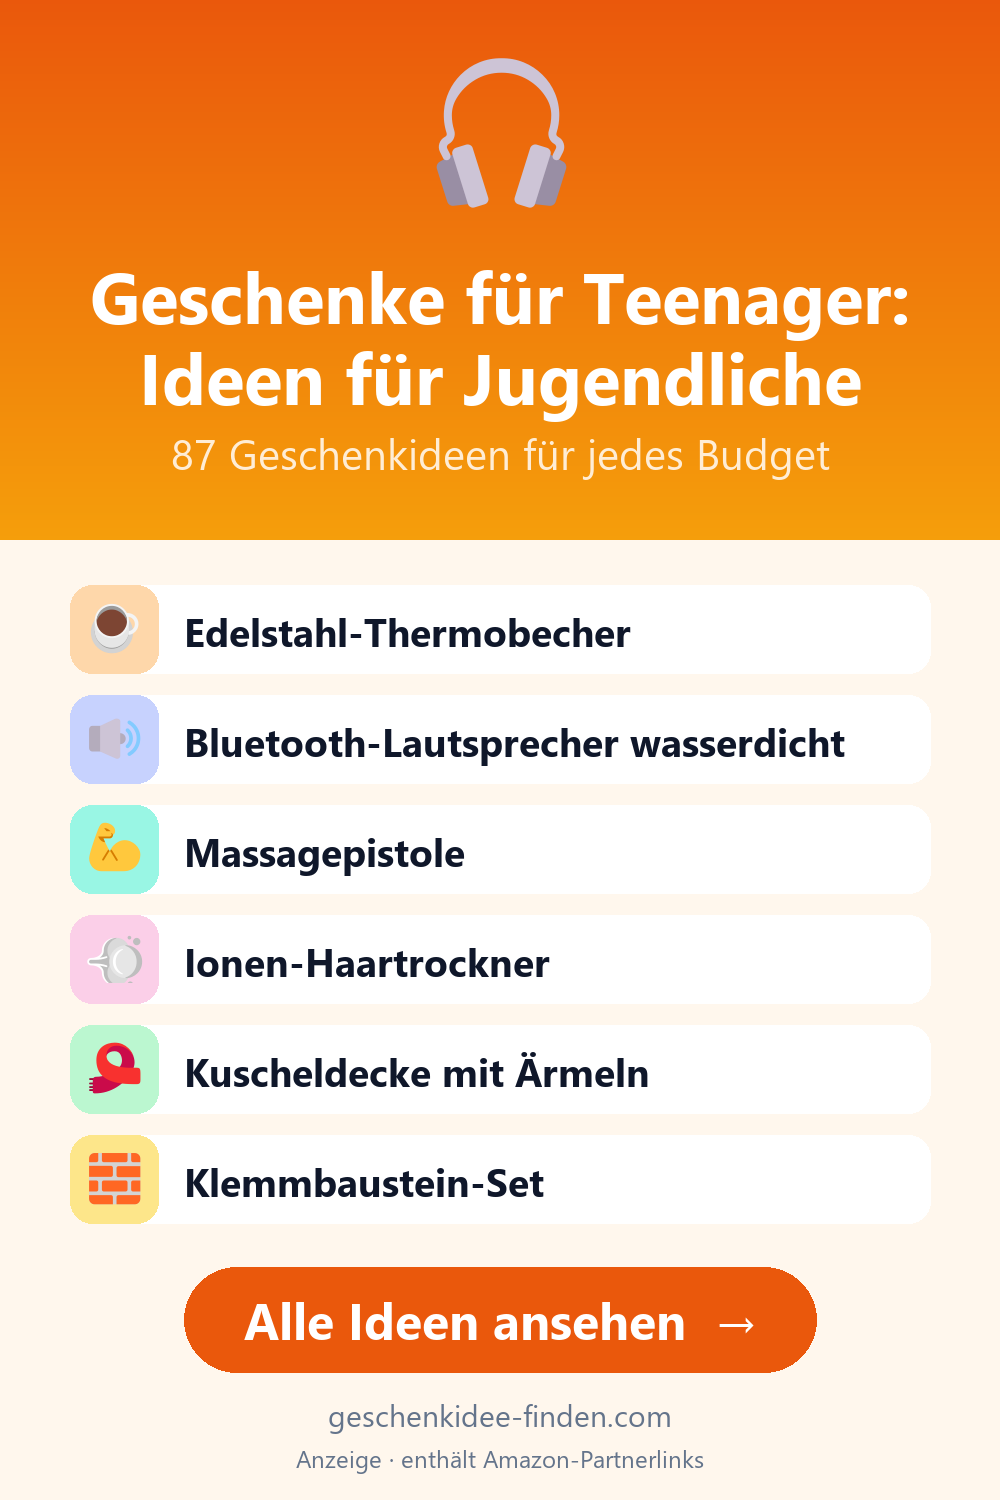 Geschenke für Teenager:
Ideen für Jugendliche
87 Geschenkideen für jedes Budget
Edelstahl-Thermobecher
Bluetooth-Lautsprecher wasserdicht
Massagepistole
Ionen-Haartrockner
Kuscheldecke mit Ärmeln
Klemmbaustein-Set
Alle Ideen ansehen →
geschenkidee-finden.com
Anzeige · enthält Amazon-Partnerlinks